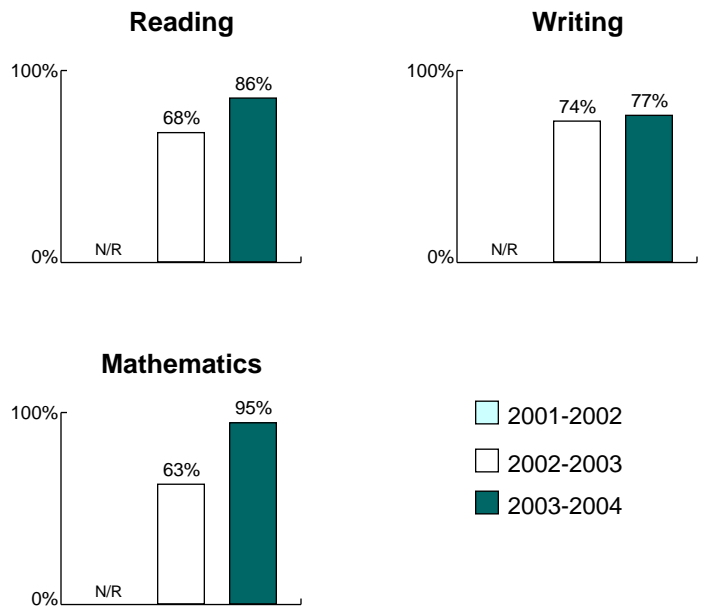 Reading
100%
86%
68%
N/R
0%
Writing
100%
77%
74%
N/R
0%
Mathematics
100%
95%
63%
N/R
0%
2001-2002
2002-2003
2003-2004